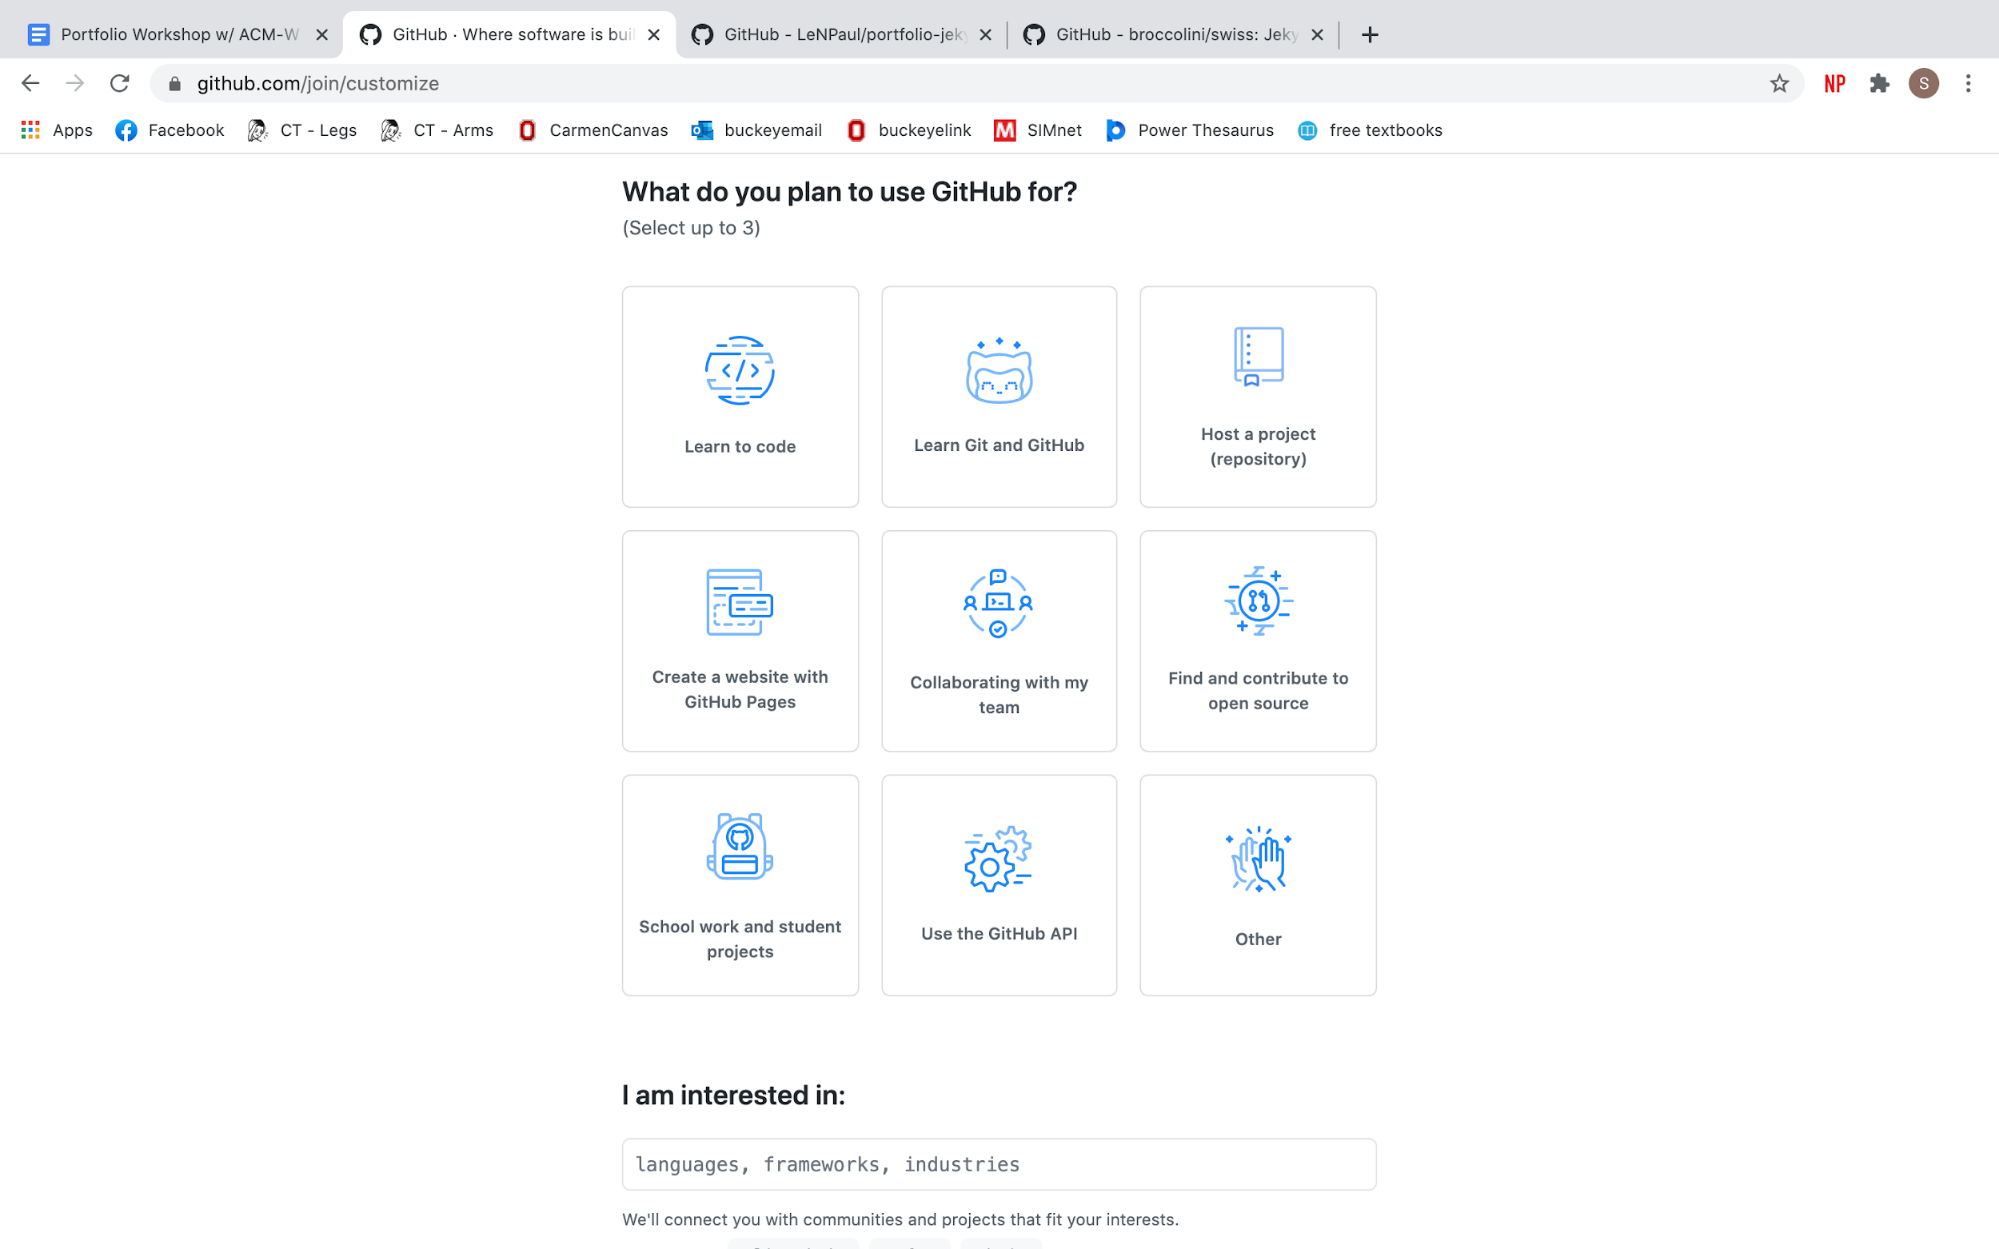 Portfolio Workshop w/ ACM-W
GitHub · Where software is buil
GitHub - LeNPaul/portfolio-jeky
GitHub - broccolini/swiss: Jeky
github.com/join/customize
NP
S
Apps
Facebook
CT - Legs
CT - Arms
CarmenCanvas
buckeyemail
buckeyelink
M
SIMnet
Power Thesaurus
free textbooks
What do you plan to use GitHub for?
(Select up to 3)
Learn to code
Learn Git and GitHub
Host a project
(repository)
Create a website with
GitHub Pages
Collaborating with my
team
Find and contribute to
open source
School work and student
projects
Use the GitHub API
Other
I am interested in:
languages, frameworks, industries
We'll connect you with communities and projects that fit your interests.